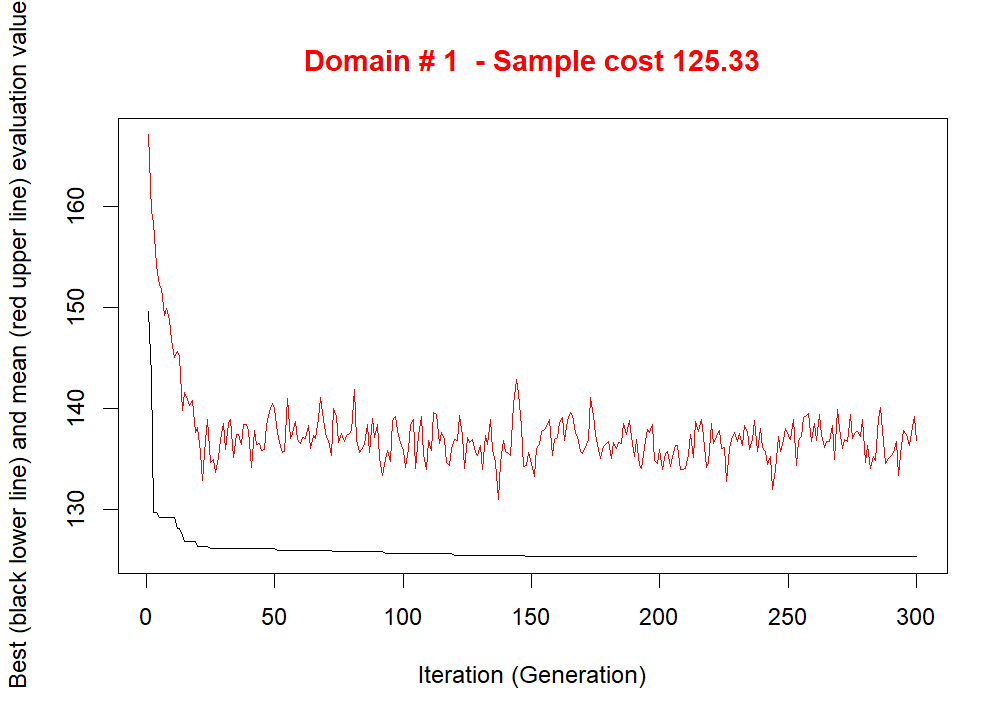 Domain # 1  - Sample cost 125.33
Best (black lower line) and mean (red upper line) evaluation value
160
150
140
130
0 50 100 150 200 250 300
Iteration (Generation)